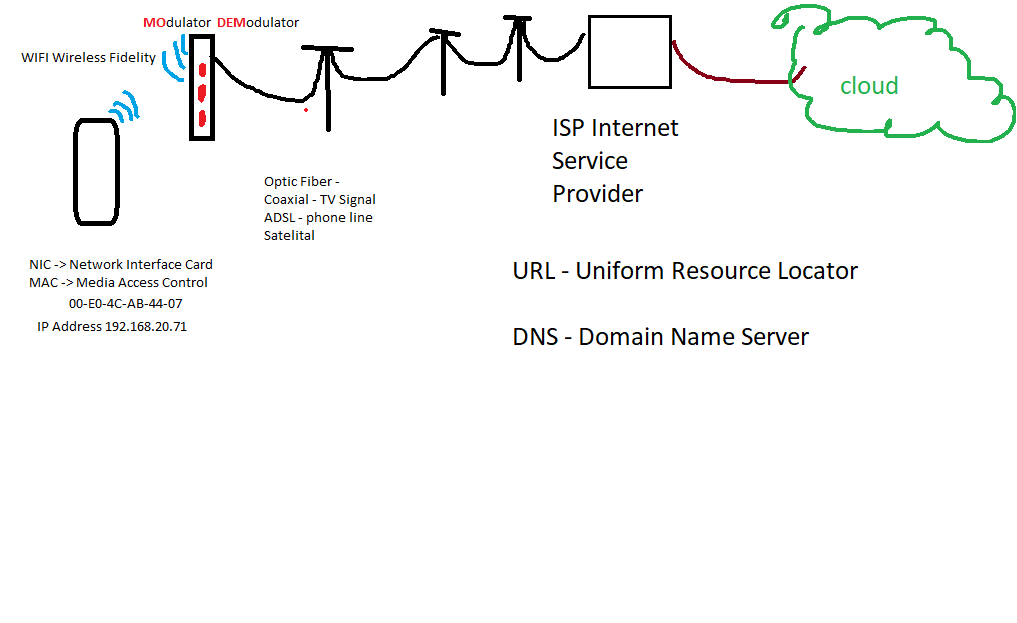 MOdulator DEModulator
WIFI Wireless Fidelity
cloud
ISP Internet
Service
Provider
Optic Fiber -
Coaxial - TV Signal
ADSL - phone line
Satelital
NIC -> Network Interface Card
MAC -> Media Access Control
00-E0-4C-AB-44-07
IP Address 192.168.20.71
URL - Uniform Resource Locator
DNS - Domain Name Server